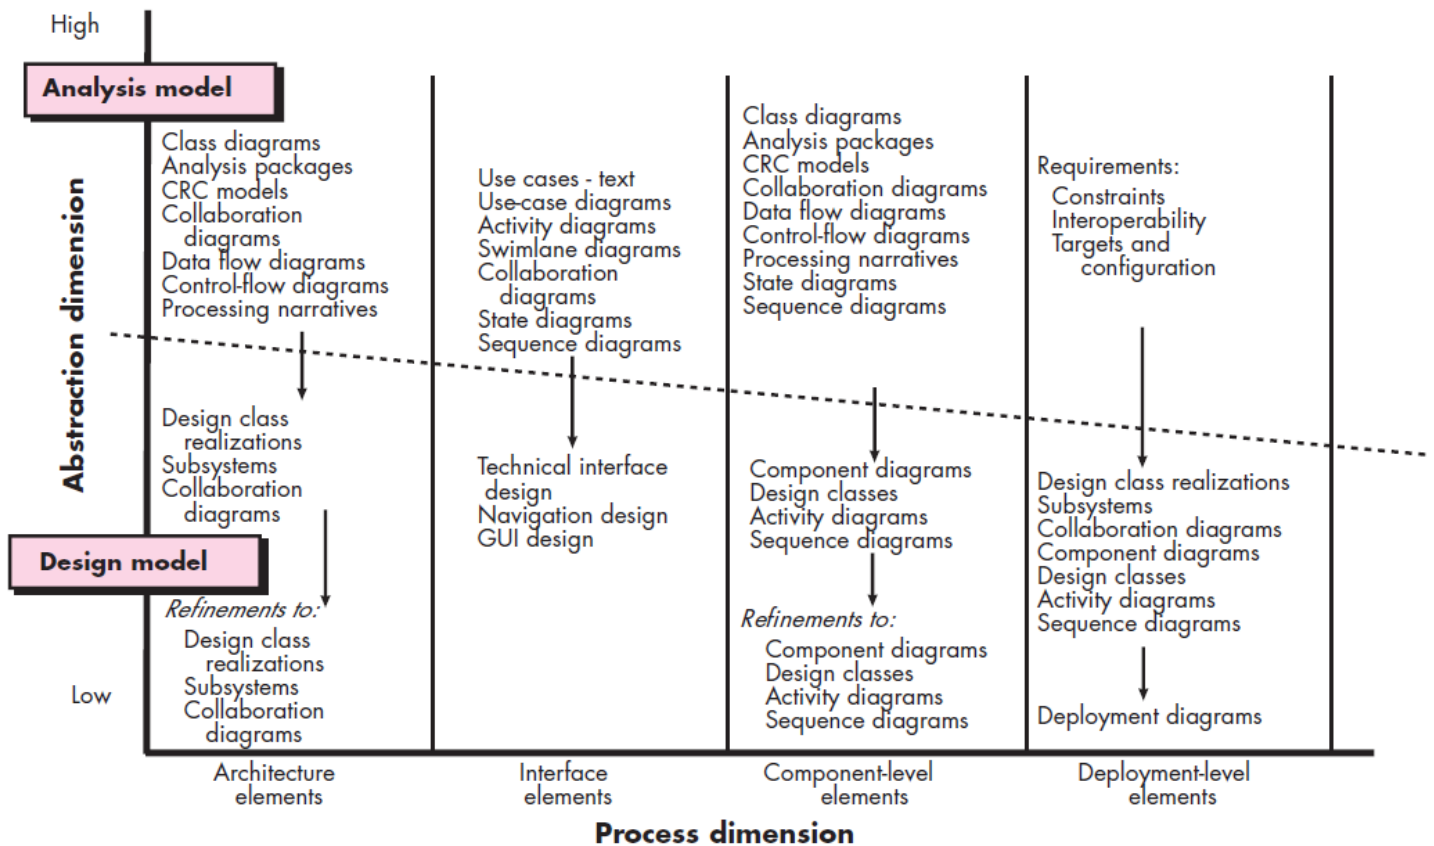 High
Analysis model
Abstraction dimension
Class diagrams
Analysis packages
CRC models
Collaboration
diagrams
Data flow diagrams
Control-flow diagrams
Processing narratives
Design class
realizations
Subsystems
Collaboration
diagrams
Design model
Refinements to:
Design class
realizations
Subsystems
Collaboration
diagrams
Low
Use cases - text
Use-case diagrams
Activity diagrams
Swimlane diagrams
Collaboration
diagrams
State diagrams
Sequence diagrams
Technical interface
design
Navigation design
GUI design
Class diagrams
Analysis packages
CRC models
Collaboration diagrams
Data flow diagrams
Control-flow diagrams
Processing narratives
State diagrams
Sequence diagrams
Component diagrams
Design classes
Activity diagrams
Sequence diagrams
Refinements to:
Component diagrams
Design classes
Activity diagrams
Sequence diagrams
Requirements:
Constraints
Interoperability
Targets and
configuration
Design class realizations
Subsystems
Collaboration diagrams
Component diagrams
Design classes
Activity diagrams
Sequence diagrams
Deployment diagrams
Architecture
elements
Interface
elements
Component-level
elements
Deployment-level
elements
Process dimension